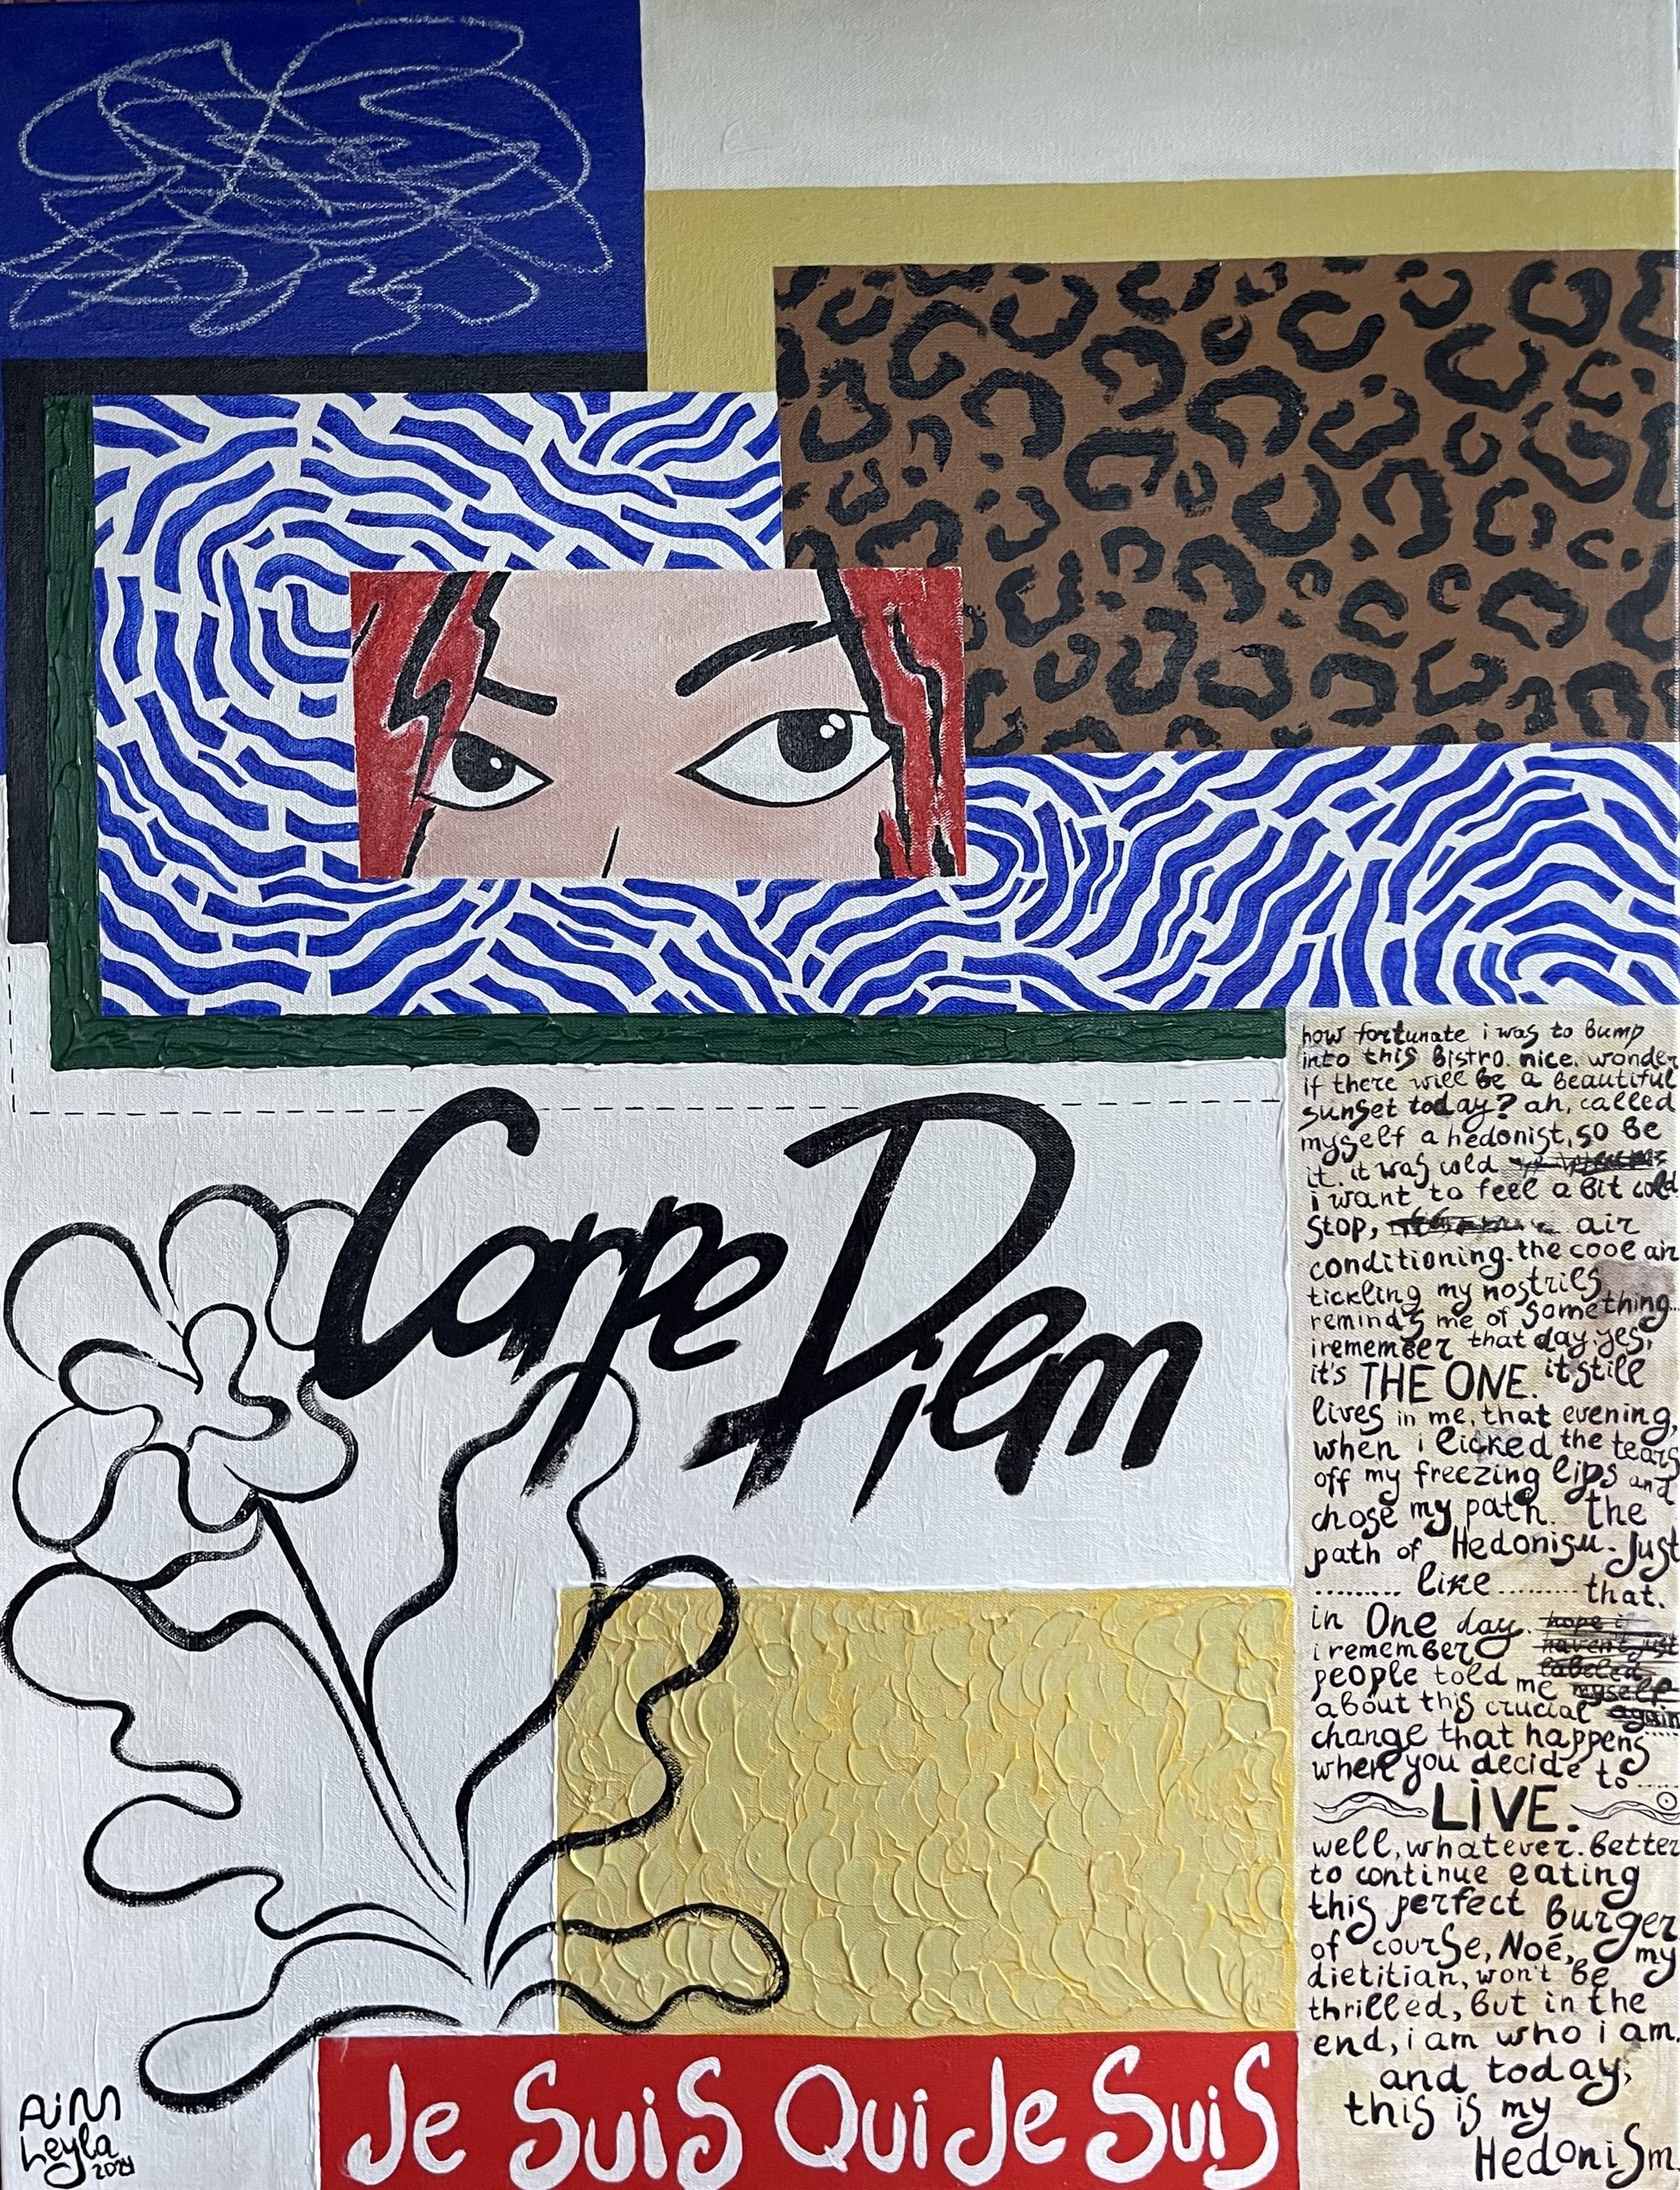 how fortunate i was to bump
into this bistro. nice. wonder
if there will be a beautiful
sunset today? ah, called
myself a hedonist, so be
it. it was cold
i want to feel a bit cold
stop, air
conditioning. the cool air
tickling my nostrils
reminds me of something...
i remember that day yes,
it's THE ONE. it still
lives in me, that evening,
when i licked the tears
off my freezing lips and
chose my path. the
path of Hedonism. Just
......... like ......... that.
in One day. hope i
i remember haven't just
people told me labeled
about this crucial myself
change that happens again
when you decide to .....
LIVE.
well, whatever. better
to continue eating
this perfect burger
of course, Noé, my
dietitian, won't be
thrilled, but in the
end, i am who i am.
and today,
this is my
Hedonism.
Carpe Diem
Je Suis Qui Je Suis
AiM
Leyla